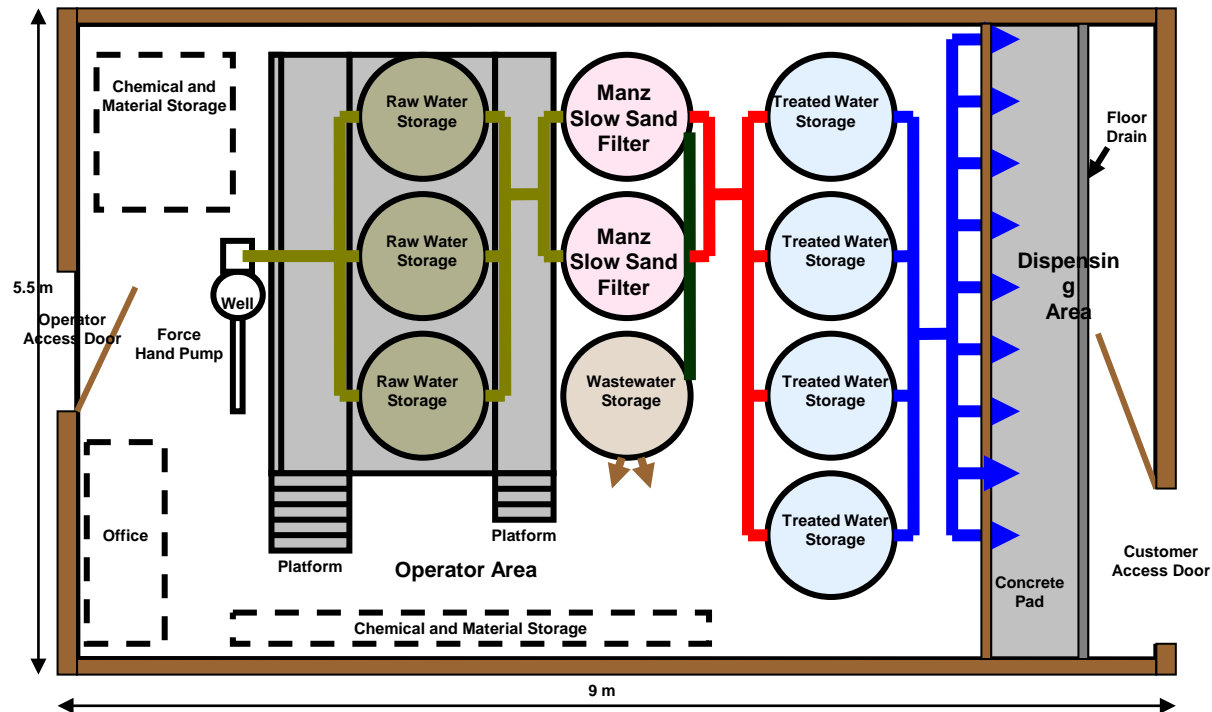 Chemical and
Material Storage
Raw Water
Storage
Manz
Slow Sand
Filter
Treated Water
Storage
Floor
Drain
Raw Water
Storage
Manz
Slow Sand
Filter
Treated Water
Storage
Dispensin
g
Area
5.5 m
Operator
Access Door
Well
Force
Hand Pump
Raw Water
Storage
Wastewater
Storage
Treated Water
Storage
Office
Platform
Platform
Operator Area
Treated Water
Storage
Concrete
Pad
Customer
Access Door
Chemical and Material Storage
9 m